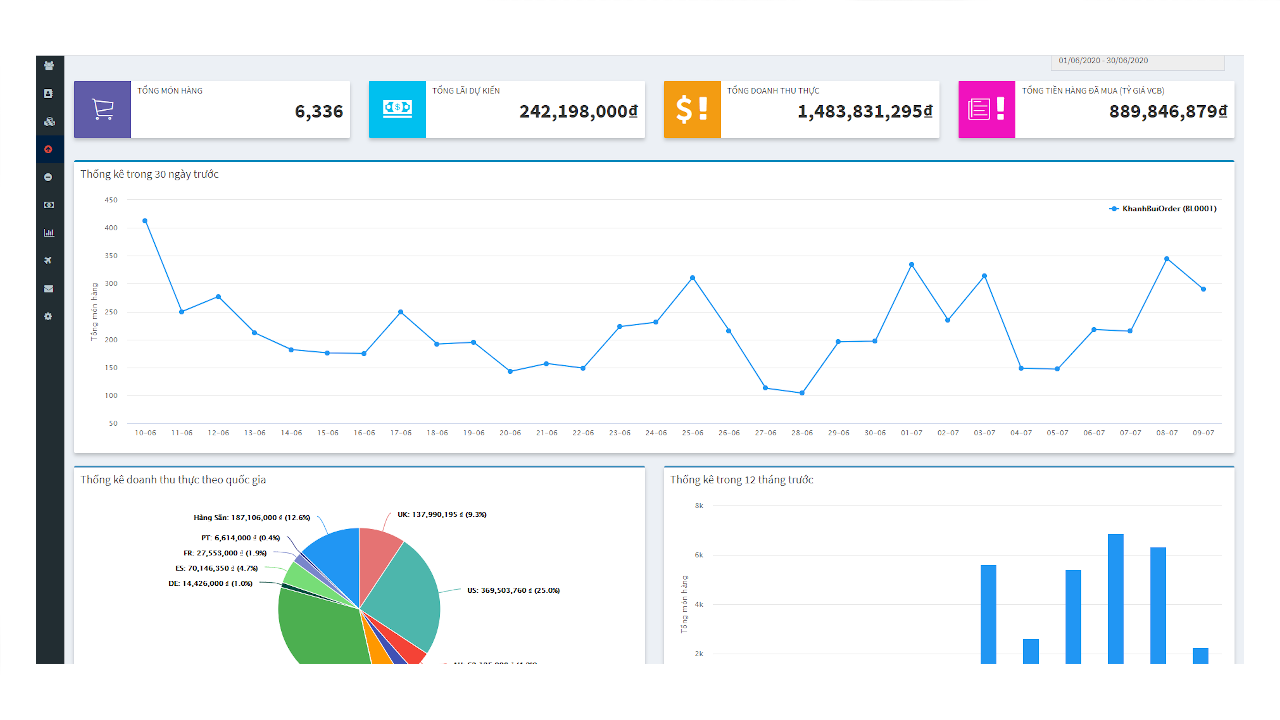 01/06/2020 - 30/06/2020
TỔNG MÓN HÀNG
6,336
TỔNG LÃI DỰ KIẾN
242,198,000₫
TỔNG DOANH THU THỰC
1,483,831,295₫
TỔNG TIỀN HÀNG ĐÃ MUA (TỶ GIÁ VCB)
889,846,879₫
Thống kê trong 30 ngày trước
KhanhBuiOrder (BL0001)
Tổng món hàng
450
400
350
300
250
200
150
100
50
10-06 11-06 12-06 13-06 14-06 15-06 16-06 17-06 18-06 19-06 20-06 21-06 22-06 23-06 24-06 25-06 26-06 27-06 28-06 29-06 30-06 01-07 02-07 03-07 04-07 05-07 06-07 07-07 08-07 09-07
Thống kê doanh thu thực theo quốc gia
Hàng Sẵn: 187,106,000 ₫ (12.6%)
UK: 137,990,195 ₫ (9.3%)
PT: 6,614,000 ₫ (0.4%)
FR: 27,553,000 ₫ (1.9%)
ES: 70,146,350 ₫ (4.7%)
DE: 14,426,000 ₫ (1.0%)
US: 369,503,760 ₫ (25.0%)
Thống kê trong 12 tháng trước
Tổng món hàng
8k
6k
4k
2k